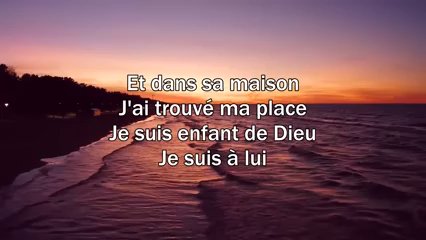 Et dans sa maison
J'ai trouvé ma place
Je suis enfant de Dieu
Je suis à lui